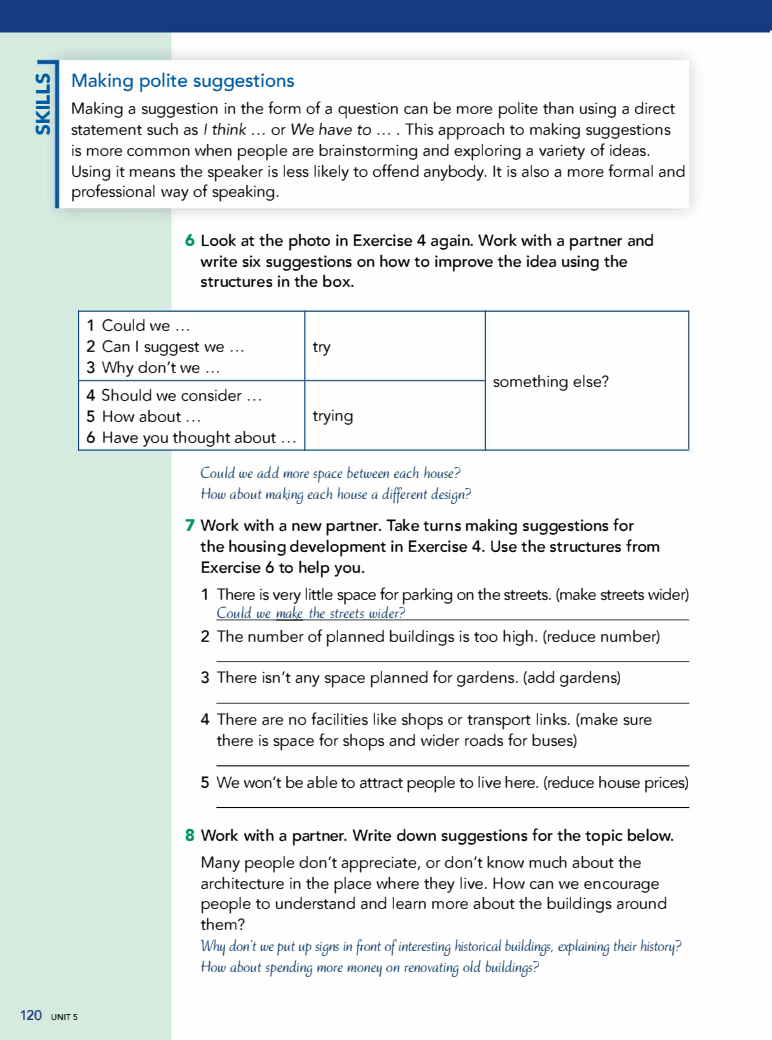 SKILLS
Making polite suggestions
Making a suggestion in the form of a question can be more polite than using a direct
statement such as I think … or We have to … . This approach to making suggestions
is more common when people are brainstorming and exploring a variety of ideas.
Using it means the speaker is less likely to offend anybody. It is also a more formal and
professional way of speaking.
6 Look at the photo in Exercise 4 again. Work with a partner and
write six suggestions on how to improve the idea using the
structures in the box.
1 Could we …
2 Can I suggest we …
3 Why don't we …
try
4 Should we consider …
5 How about …
6 Have you thought about …
trying
something else?
Could we add more space between each house?
How about making each house a different design?
7 Work with a new partner. Take turns making suggestions for
the housing development in Exercise 4. Use the structures from
Exercise 6 to help you.
1 There is very little space for parking on the streets. (make streets wider)
Could we make the streets wider?
2 The number of planned buildings is too high. (reduce number)
3 There isn't any space planned for gardens. (add gardens)
4 There are no facilities like shops or transport links. (make sure
there is space for shops and wider roads for buses)
5 We won't be able to attract people to live here. (reduce house prices)
8 Work with a partner. Write down suggestions for the topic below.
Many people don't appreciate, or don't know much about the
architecture in the place where they live. How can we encourage
people to understand and learn more about the buildings around
them?
Why don't we put up signs in front of interesting historical buildings, explaining their history?
How about spending more money on renovating old buildings?
120 UNIT 5